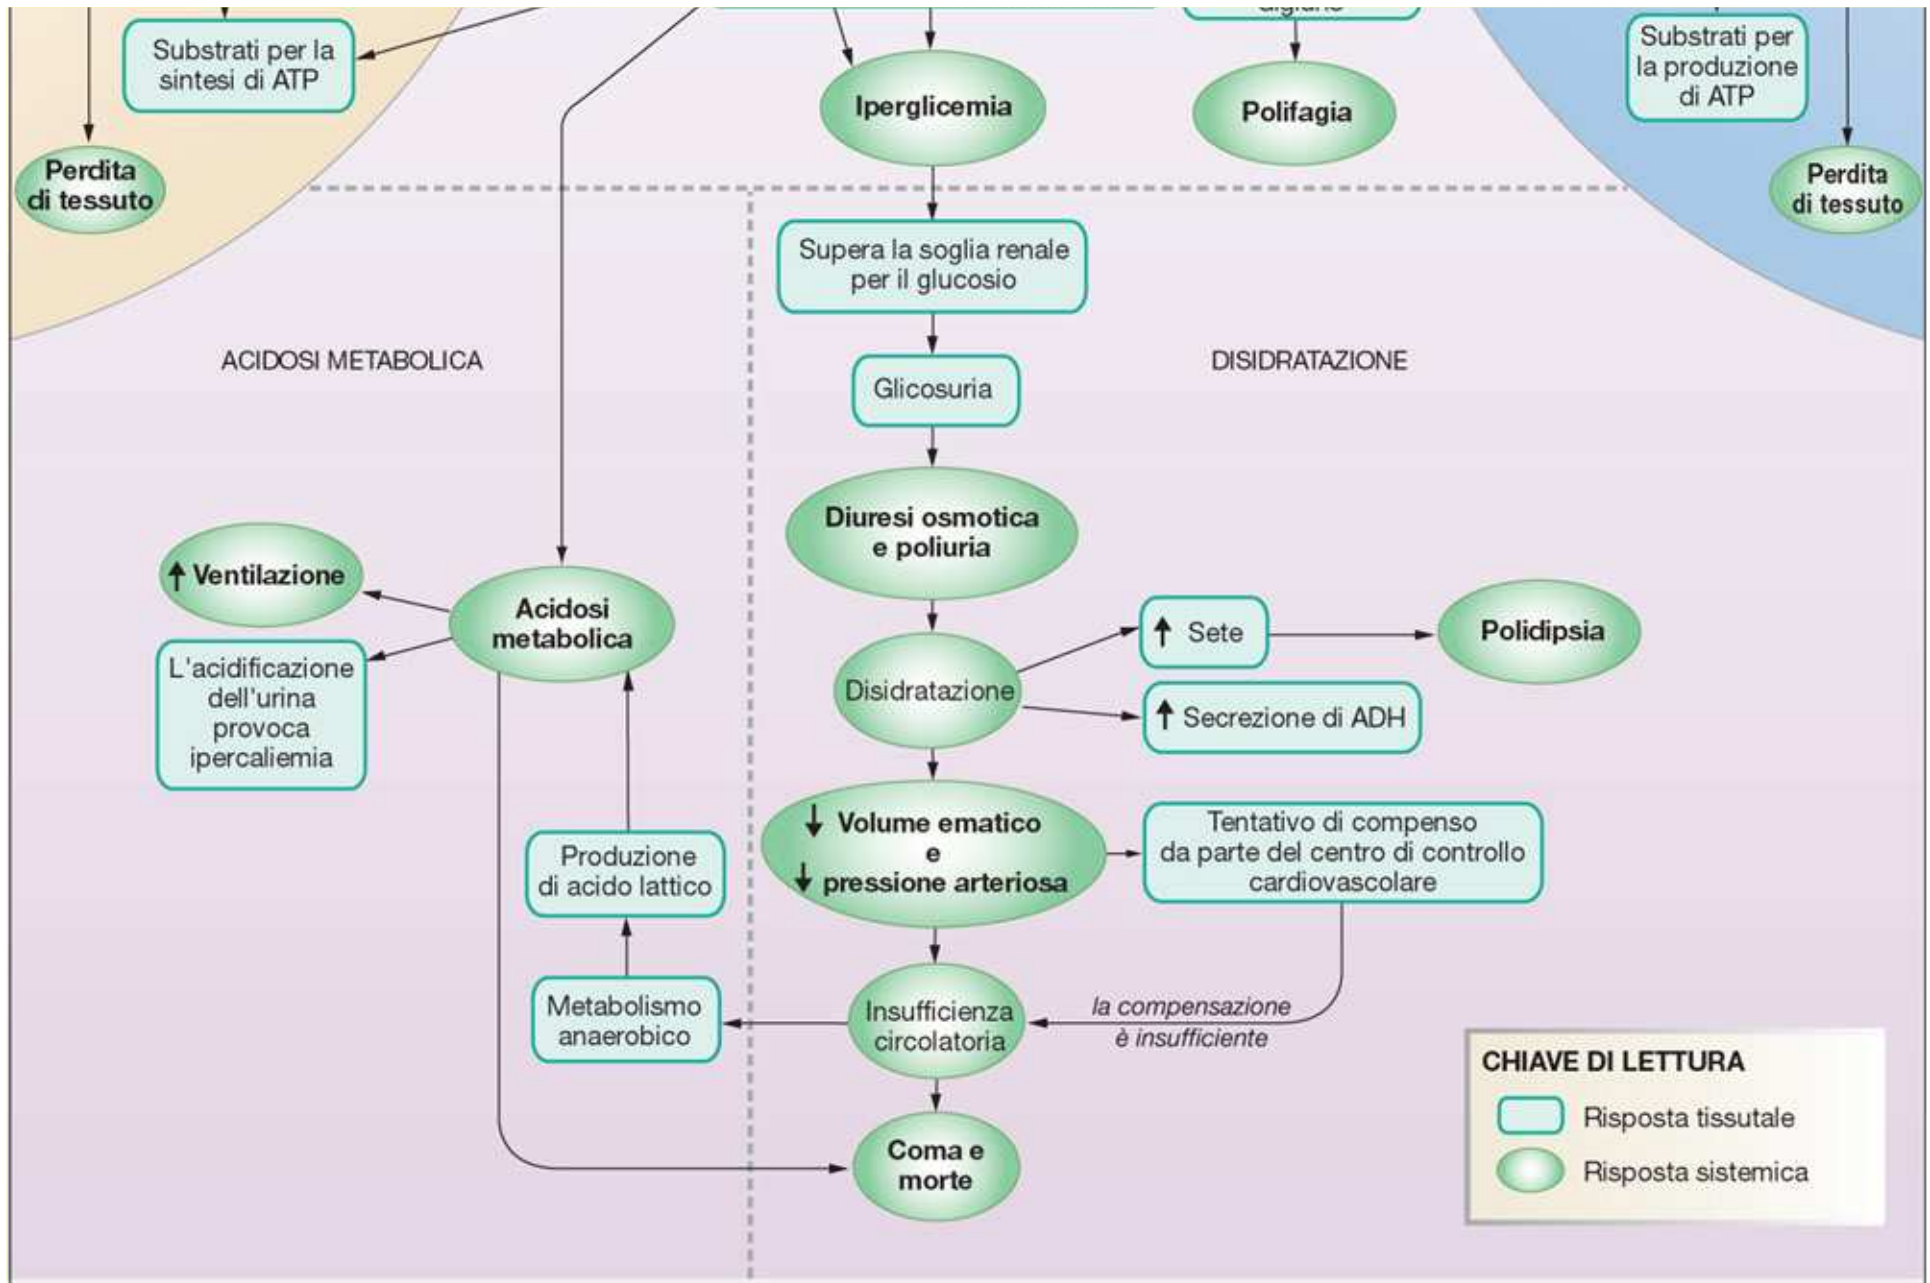 digiuno
Substrati per la
sintesi di ATP
Iperglicemia
Polifagia
Substrati per
la produzione
di ATP
Perdita
di tessuto
Perdita
di tessuto
Supera la soglia renale
per il glucosio
ACIDOSI METABOLICA
DISIDRATAZIONE
Glicosuria
Diuresi osmotica
e poliuria
↑ Ventilazione
Acidosi
metabolica
L'acidificazione
dell'urina
provoca
ipercaliemia
↑ Sete
Polidipsia
Disidratazione
↑ Secrezione di ADH
↓ Volume ematico
e
↓ pressione arteriosa
Tentativo di compenso
da parte del centro di controllo
cardiovascolare
Produzione
di acido lattico
Metabolismo
anaerobico
Insufficienza
circolatoria
la compensazione
è insufficiente
Coma e
morte
CHIAVE DI LETTURA
Risposta tissutale
Risposta sistemica